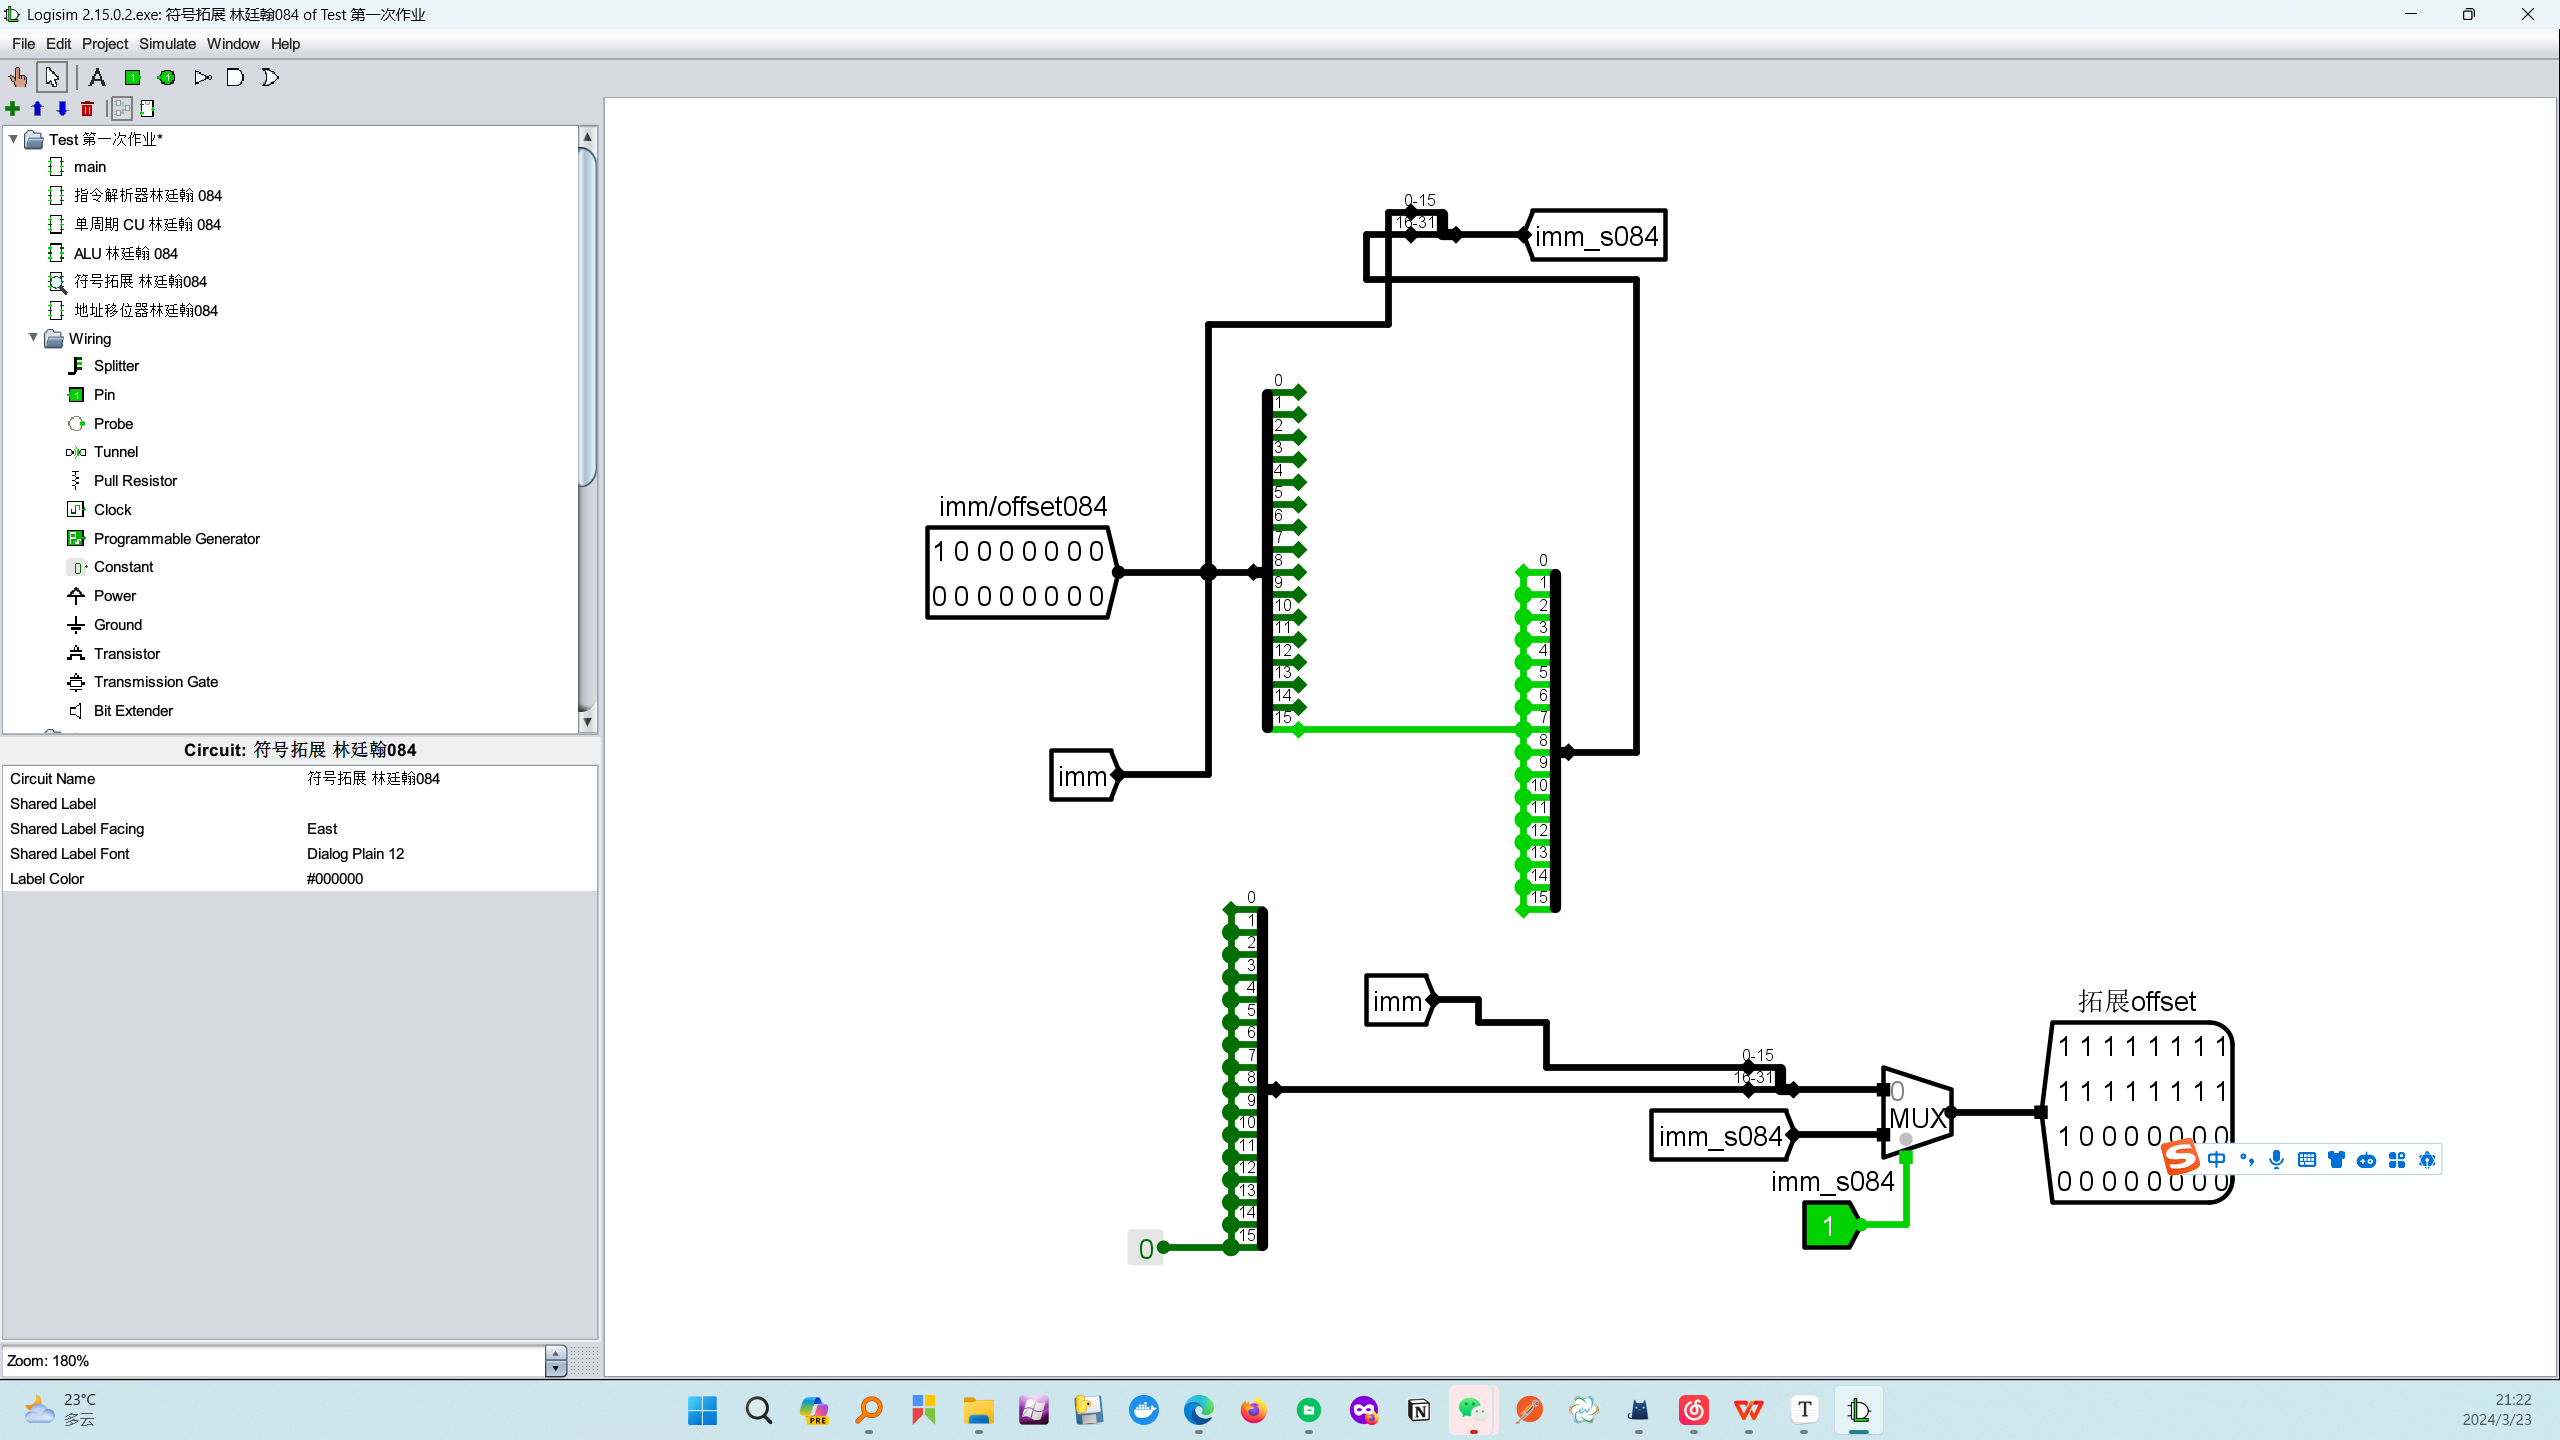 Logisim 2.15.0.2.exe: 符号拓展 林廷翰084 of Test 第一次作业
File Edit Project Simulate Window Help
Test 第一次作业*
main
指令解析器林廷翰 084
单周期 CU 林廷翰 084
ALU 林廷翰 084
符号拓展 林廷翰084
地址移位器林廷翰084
Wiring
Splitter
Pin
Probe
Tunnel
Pull Resistor
Clock
Programmable Generator
Constant
Power
Ground
Transistor
Transmission Gate
Bit Extender
Circuit: 符号拓展 林廷翰084
Circuit Name 符号拓展 林廷翰084
Shared Label
Shared Label Facing East
Shared Label Font Dialog Plain 12
Label Color #000000
Zoom: 180%
0-15
16-31
imm_s084
0
1
2
3
4
5
6
7
8
9
10
11
12
13
14
15
imm/offset084
1 0 0 0 0 0 0 0
0 0 0 0 0 0 0 0
imm
0
1
2
3
4
5
6
7
8
9
10
11
12
13
14
15
0
1
2
3
4
5
6
7
8
9
10
11
12
13
14
15
0
imm
0-15
16-31
imm_s084
0
MUX
imm_s084
1
拓展offset
1 1 1 1 1 1 1 1
1 1 1 1 1 1 1 1
1 0 0 0 0 0 0 0
0 0 0 0 0 0 0 0
中
23°C
多云
PRE
21:22
2024/3/23